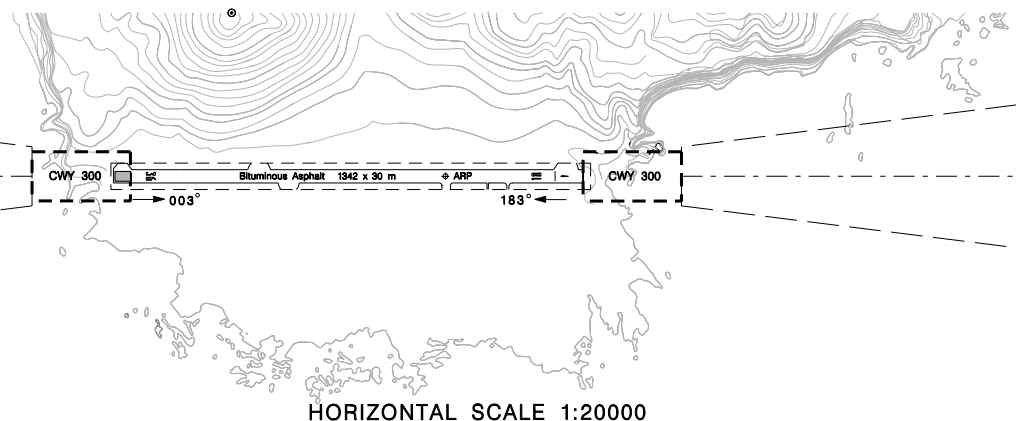 CWY 300 Bituminous Asphalt 1342 x 30 m ARP CWY 300
003° 183°
HORIZONTAL SCALE 1:20000